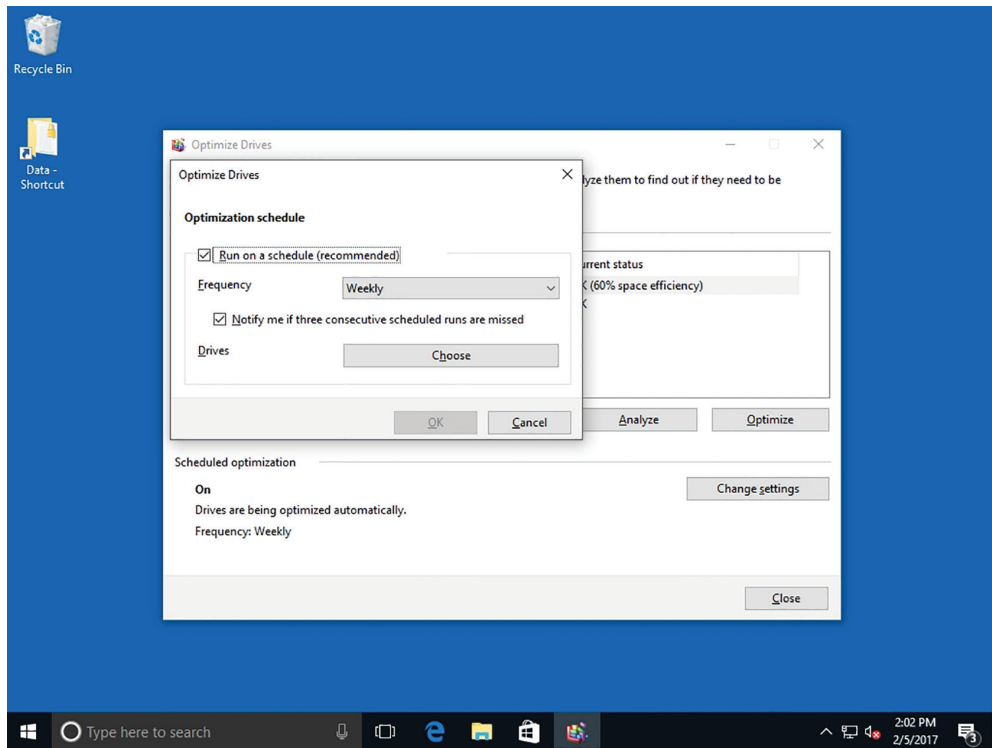 Recycle Bin
Data -
Shortcut
Optimize Drives
Optimize Drives
lyze them to find out if they need to be
Optimization schedule
Run on a schedule (recommended)
Frequency
Weekly
Notify me if three consecutive scheduled runs are missed
Drives
Choose
OK
Cancel
urrent status
K (60% space efficiency)
K
Analyze
Optimize
Scheduled optimization
On
Change settings
Drives are being optimized automatically.
Frequency: Weekly
Close
Type here to search
2:02 PM
2/5/2017
3